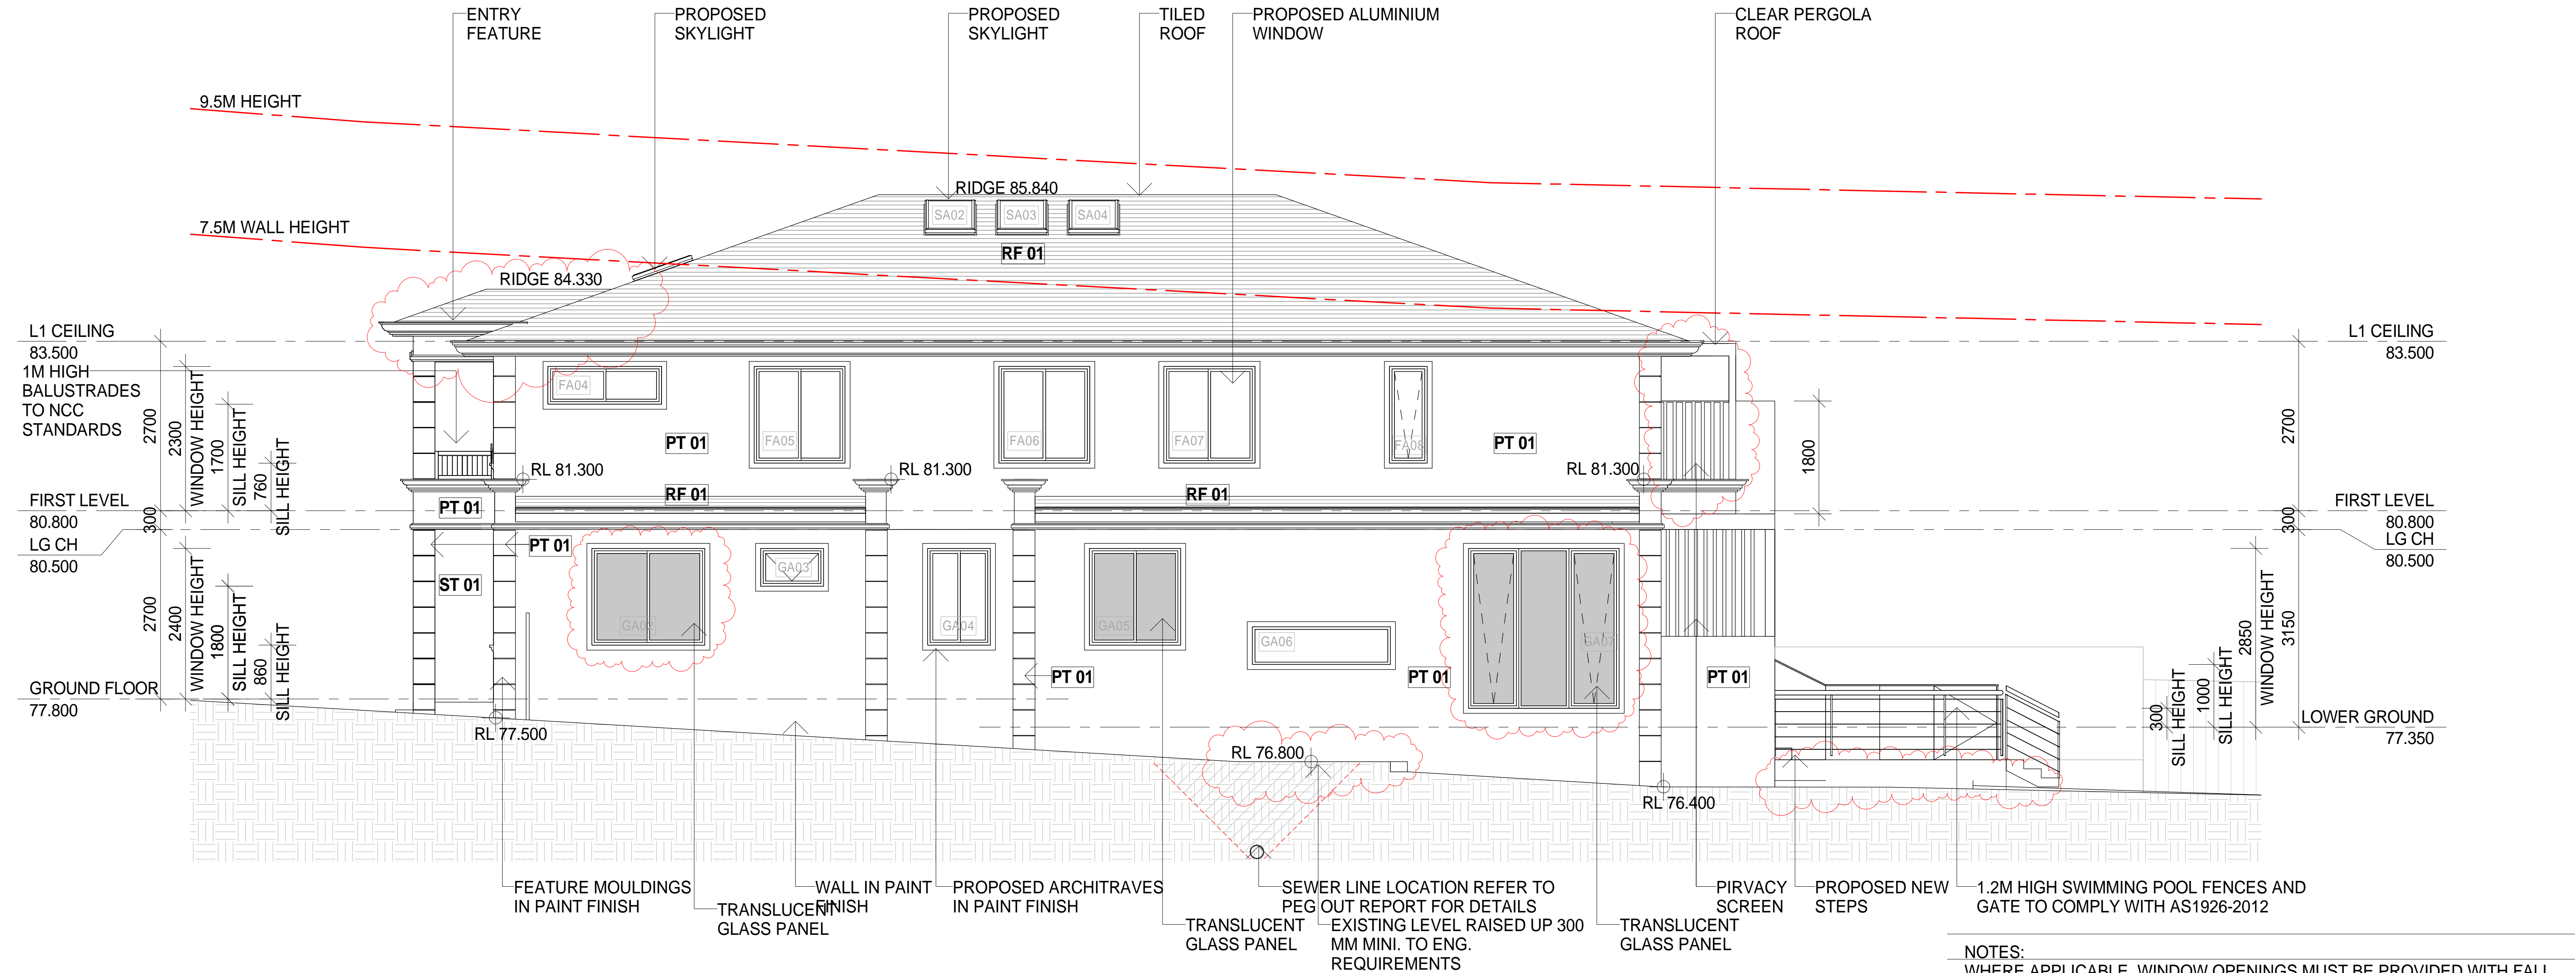 ENTRY
FEATURE
PROPOSED
SKYLIGHT
PROPOSED
SKYLIGHT
TILED
ROOF
PROPOSED ALUMINIUM
WINDOW
CLEAR PERGOLA
ROOF
9.5M HEIGHT
7.5M WALL HEIGHT
RIDGE 85.840
SA02
SA03
SA04
RF 01
RIDGE 84.330
L1 CEILING
83.500
1M HIGH
BALUSTRADES
TO NCC
STANDARDS
2700
2300
WINDOW HEIGHT
1700
SILL HEIGHT
760
SILL HEIGHT
FA04
FA05
FA06
FA07
FA08
PT 01
PT 01
L1 CEILING
83.500
2700
1800
RL 81.300
RL 81.300
RL 81.300
RF 01
RF 01
PT 01
FIRST LEVEL
80.800
300
LG CH
80.500
FIRST LEVEL
80.800
300
LG CH
80.500
2700
2400
WINDOW HEIGHT
1800
SILL HEIGHT
860
SILL HEIGHT
PT 01
ST 01
GA02
GA03
GA04
GA05
GA06
GA07
PT 01
PT 01
PT 01
GROUND FLOOR
77.800
RL 77.500
RL 76.800
RL 76.400
300
SILL HEIGHT
1000
SILL HEIGHT
2850
WINDOW HEIGHT
3150
LOWER GROUND
77.350
FEATURE MOULDINGS
IN PAINT FINISH
TRANSLUCENT
GLASS PANEL
WALL IN PAINT
FINISH
PROPOSED ARCHITRAVES
IN PAINT FINISH
TRANSLUCENT
GLASS PANEL
SEWER LINE LOCATION REFER TO
PEG OUT REPORT FOR DETAILS
EXISTING LEVEL RAISED UP 300
MM MINI. TO ENG.
REQUIREMENTS
TRANSLUCENT
GLASS PANEL
PIRVACY
SCREEN
PROPOSED NEW
STEPS
1.2M HIGH SWIMMING POOL FENCES AND
GATE TO COMPLY WITH AS1926-2012
NOTES:
WHERE APPLICABLE, WINDOW OPENINGS MUST BE PROVIDED WITH FALL